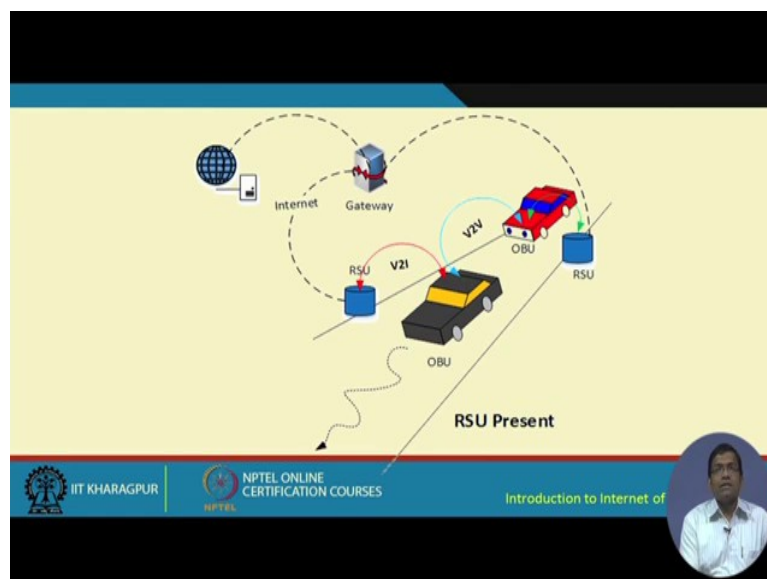 Internet
Gateway
V2V
OBU
RSU
V2I
RSU
OBU
RSU Present
IIT KHARAGPUR
NPTEL
NPTEL ONLINE
CERTIFICATION COURSES
Introduction to Internet of